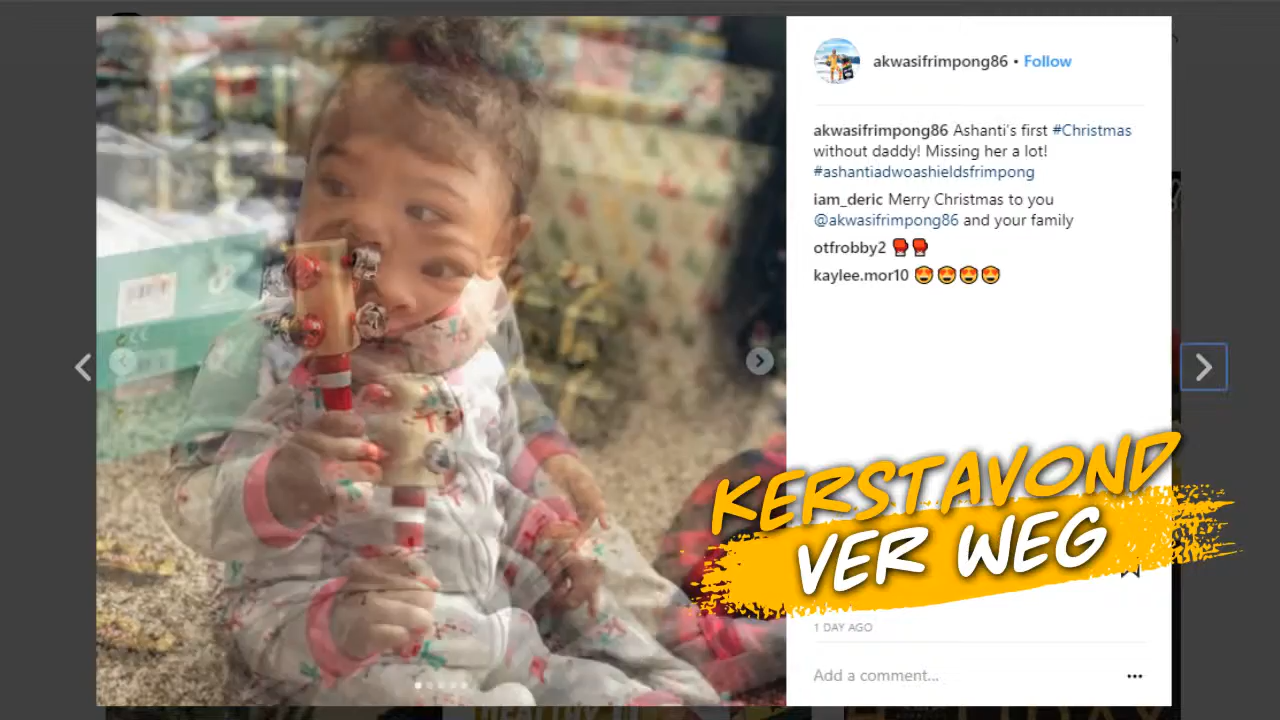 akwasifrimpong86 • Follow
akwasifrimpong86 Ashanti's first #Christmas
without daddy! Missing her a lot!
#ashantiadwoashieldsfrimpong
iam_deric Merry Christmas to you
@akwasifrimpong86 and your family
otfrobby2 🥊🥊
kaylee.mor10 😍😍😍😍
KERSTAVOND
VER WEG
1 DAY AGO
Add a comment...